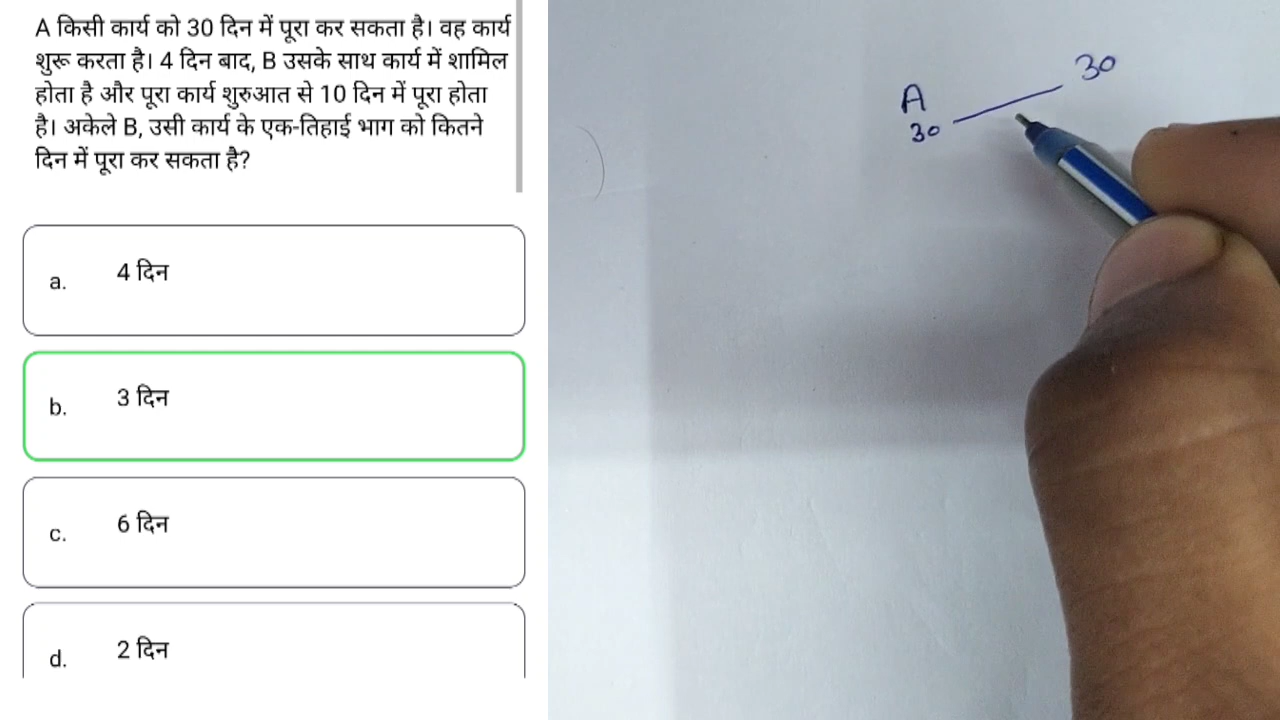 A किसी कार्य को 30 दिन में पूरा कर सकता है। वह कार्य
शुरू करता है। 4 दिन बाद, B उसके साथ कार्य में शामिल
होता है और पूरा कार्य शुरुआत से 10 दिन में पूरा होता
है। अकेले B, उसी कार्य के एक-तिहाई भाग को कितने
दिन में पूरा कर सकता है?
a. 4 दिन
b. 3 दिन
c. 6 दिन
d. 2 दिन
30
A
30